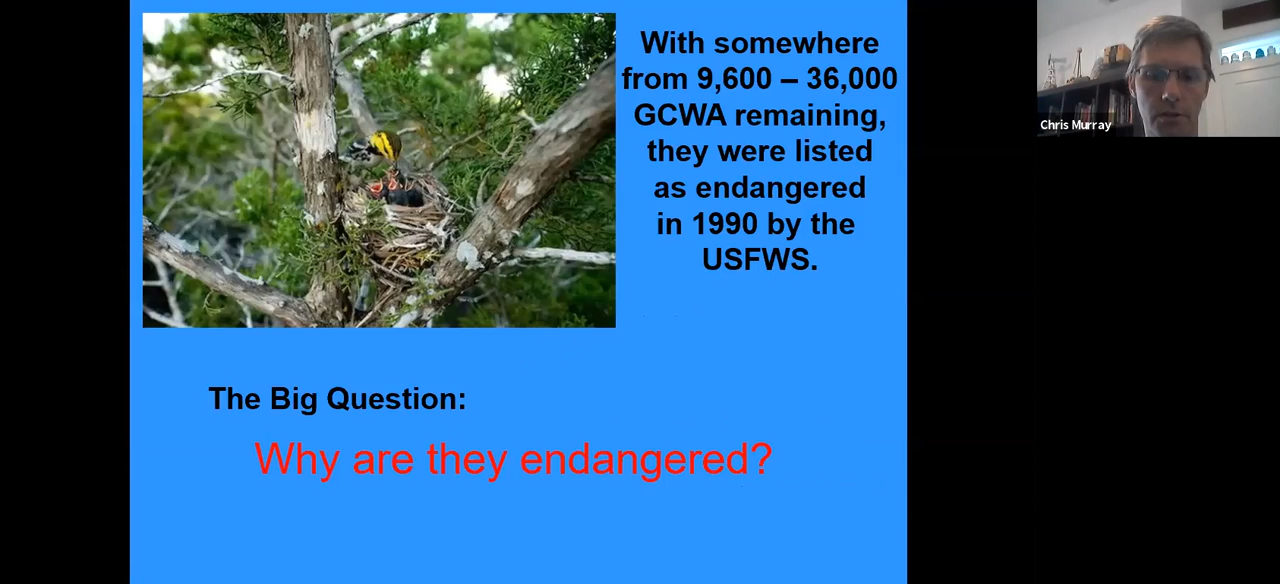 With somewhere
from 9,600 – 36,000
GCWA remaining,
they were listed
as endangered
in 1990 by the
USFWS.
Chris Murray
The Big Question:
Why are they endangered?